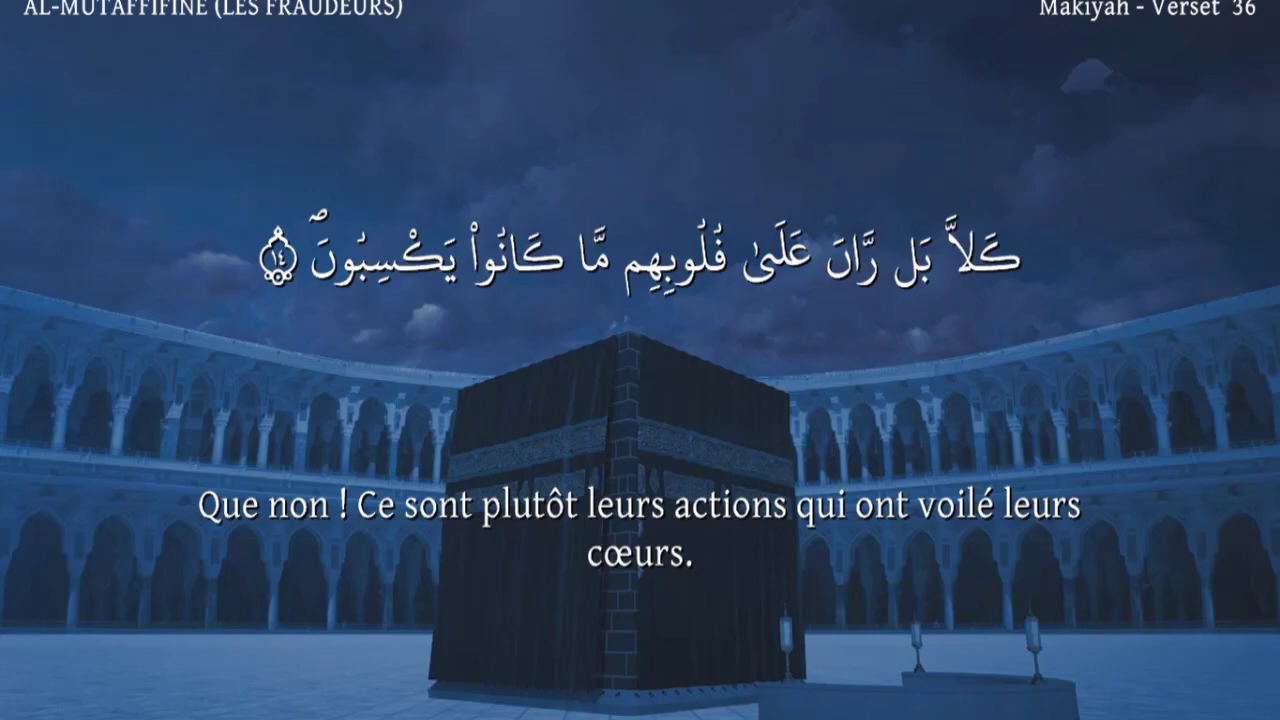 AL-MUTAFFIFINE (LES FRAUDEURS)
Makiyah - Verset 36
كَلاَّ بَل رَّانَ عَلَىٰ قُلُوبِهِم مَّا كَانُواْ يَكْسِبُونَۖ ١٤
Que non ! Ce sont plutôt leurs actions qui ont voilé leurs
cœurs.